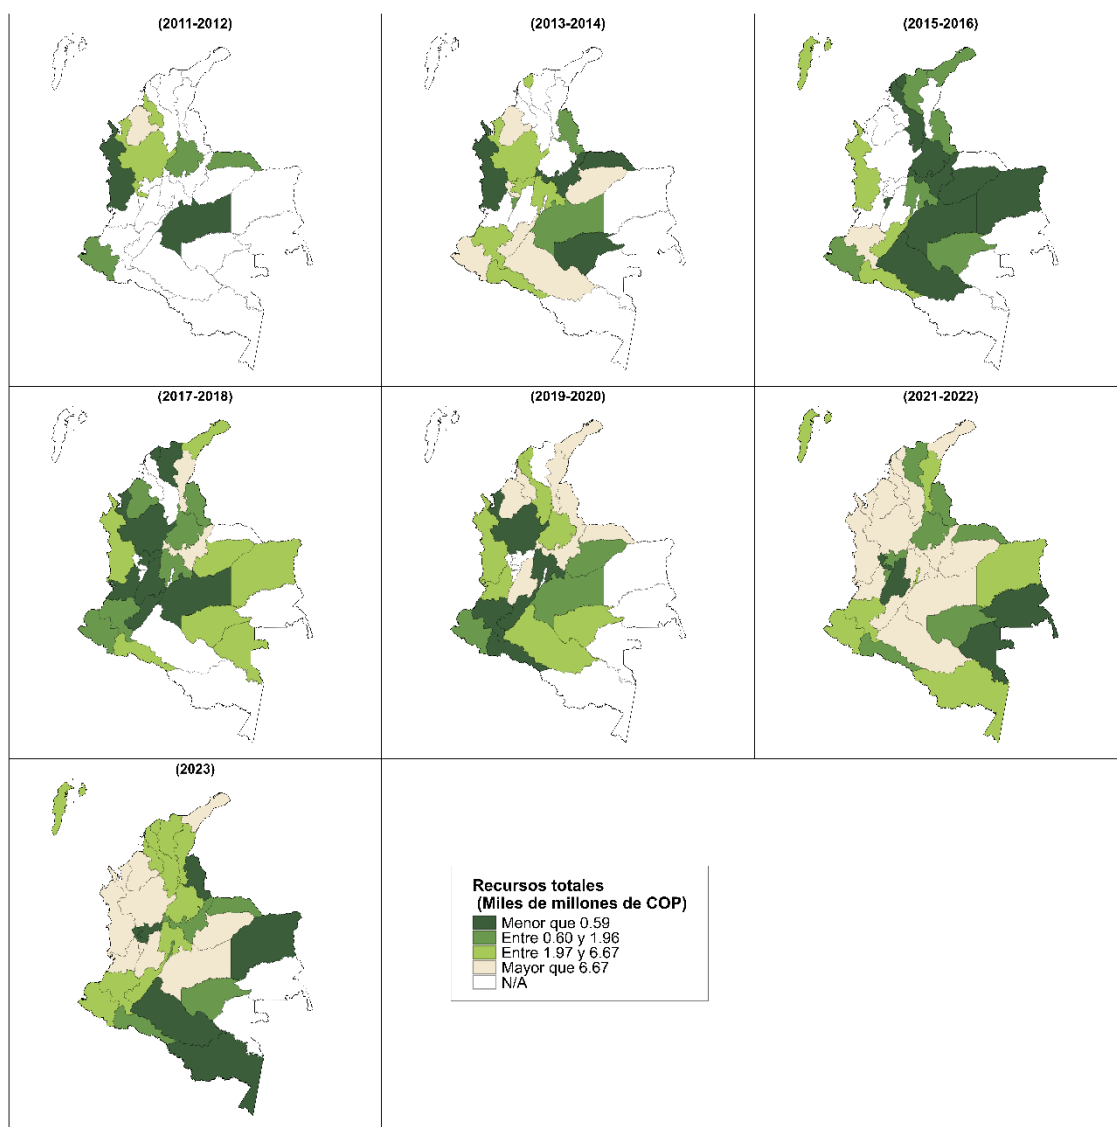 (2011-2012)
(2013-2014)
(2015-2016)
(2017-2018)
(2019-2020)
(2021-2022)
(2023)
Recursos totales
(Miles de millones de COP)
Menor que 0.59
Entre 0.60 y 1.96
Entre 1.97 y 6.67
Mayor que 6.67
N/A